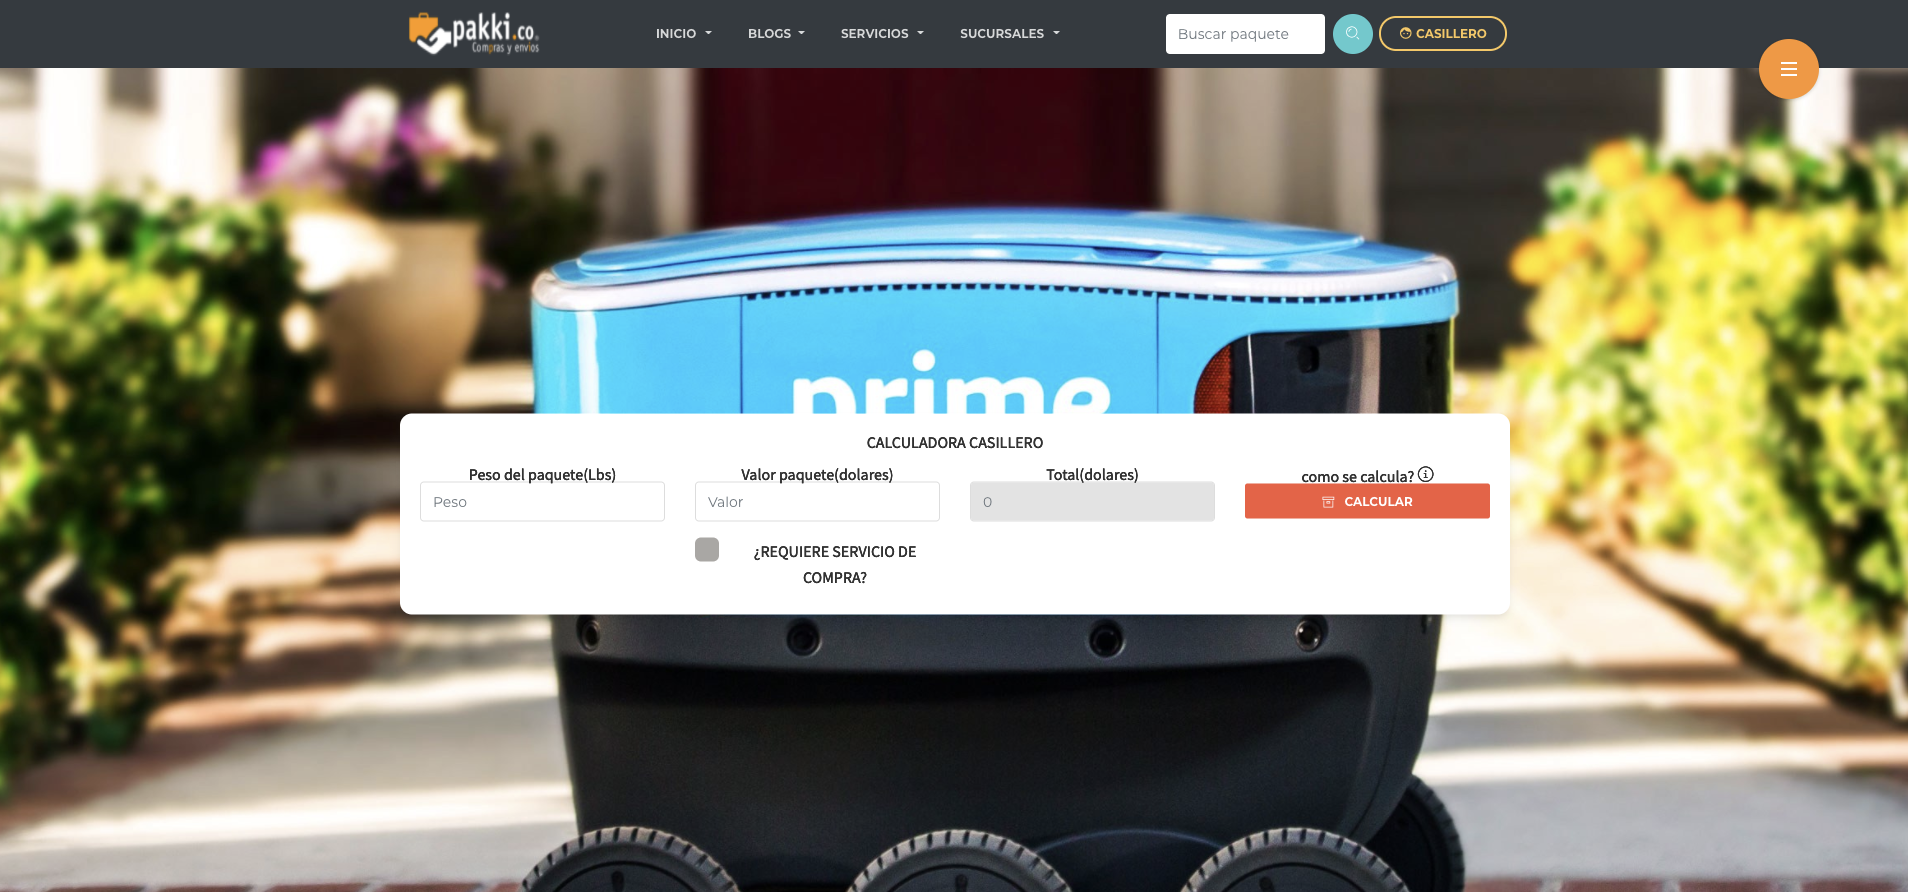 pakki.co
Compras y envíos
INICIO
BLOGS
SERVICIOS
SUCURSALES
Buscar paquete
CASILLERO
prime
CALCULADORA CASILLERO
Peso del paquete(Lbs)
Valor paquete(dolares)
Total(dolares)
como se calcula?
Peso
Valor
0
CALCULAR
¿REQUIERE SERVICIO DE
COMPRA?